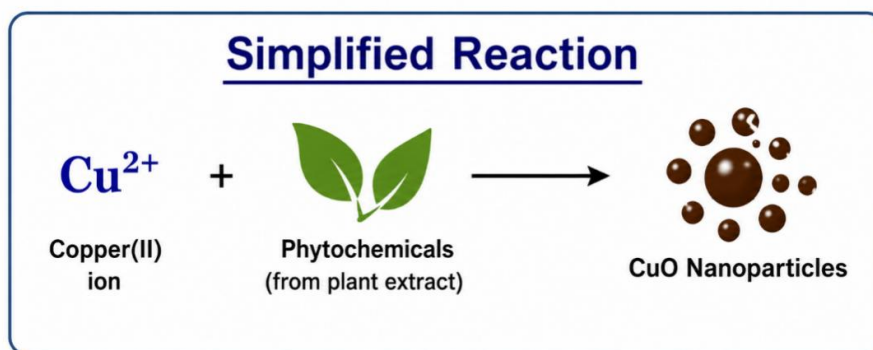 Simplified Reaction
Cu²⁺ + 
Copper(II)
ion
Phytochemicals
(from plant extract)
CuO Nanoparticles